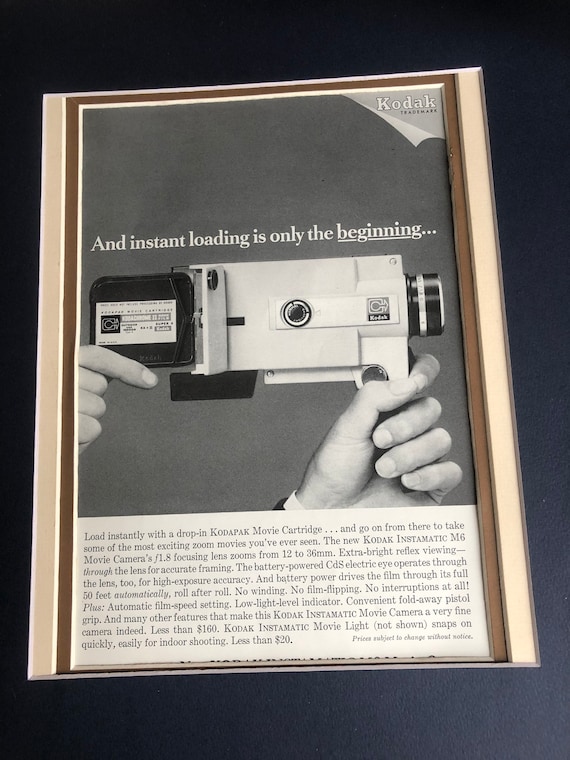 Kodak
TRADEMARK
And instant loading is only the beginning...
KODAPAK MOVIE CARTRIDGE
SUPER 8
Kodak
Kodak
Load instantly with a drop-in KODAPAK Movie Cartridge . . . and go on from there to take
some of the most exciting zoom movies you've ever seen. The new KODAK INSTAMATIC M6
Movie Camera's f/1.8 focusing lens zooms from 12 to 36mm. Extra-bright reflex viewing—
through the lens for accurate framing. The battery-powered CdS electric eye operates through
the lens, too, for high-exposure accuracy. And battery power drives the film through its full
50 feet automatically, roll after roll. No winding. No film-flipping. No interruptions at all!
Plus: Automatic film-speed setting. Low-light-level indicator. Convenient fold-away pistol
grip. And many other features that make this KODAK INSTAMATIC Movie Camera a very fine
camera indeed. Less than $160. KODAK INSTAMATIC Movie Light (not shown) snaps on
quickly, easily for indoor shooting. Less than $20. Prices subject to change without notice.